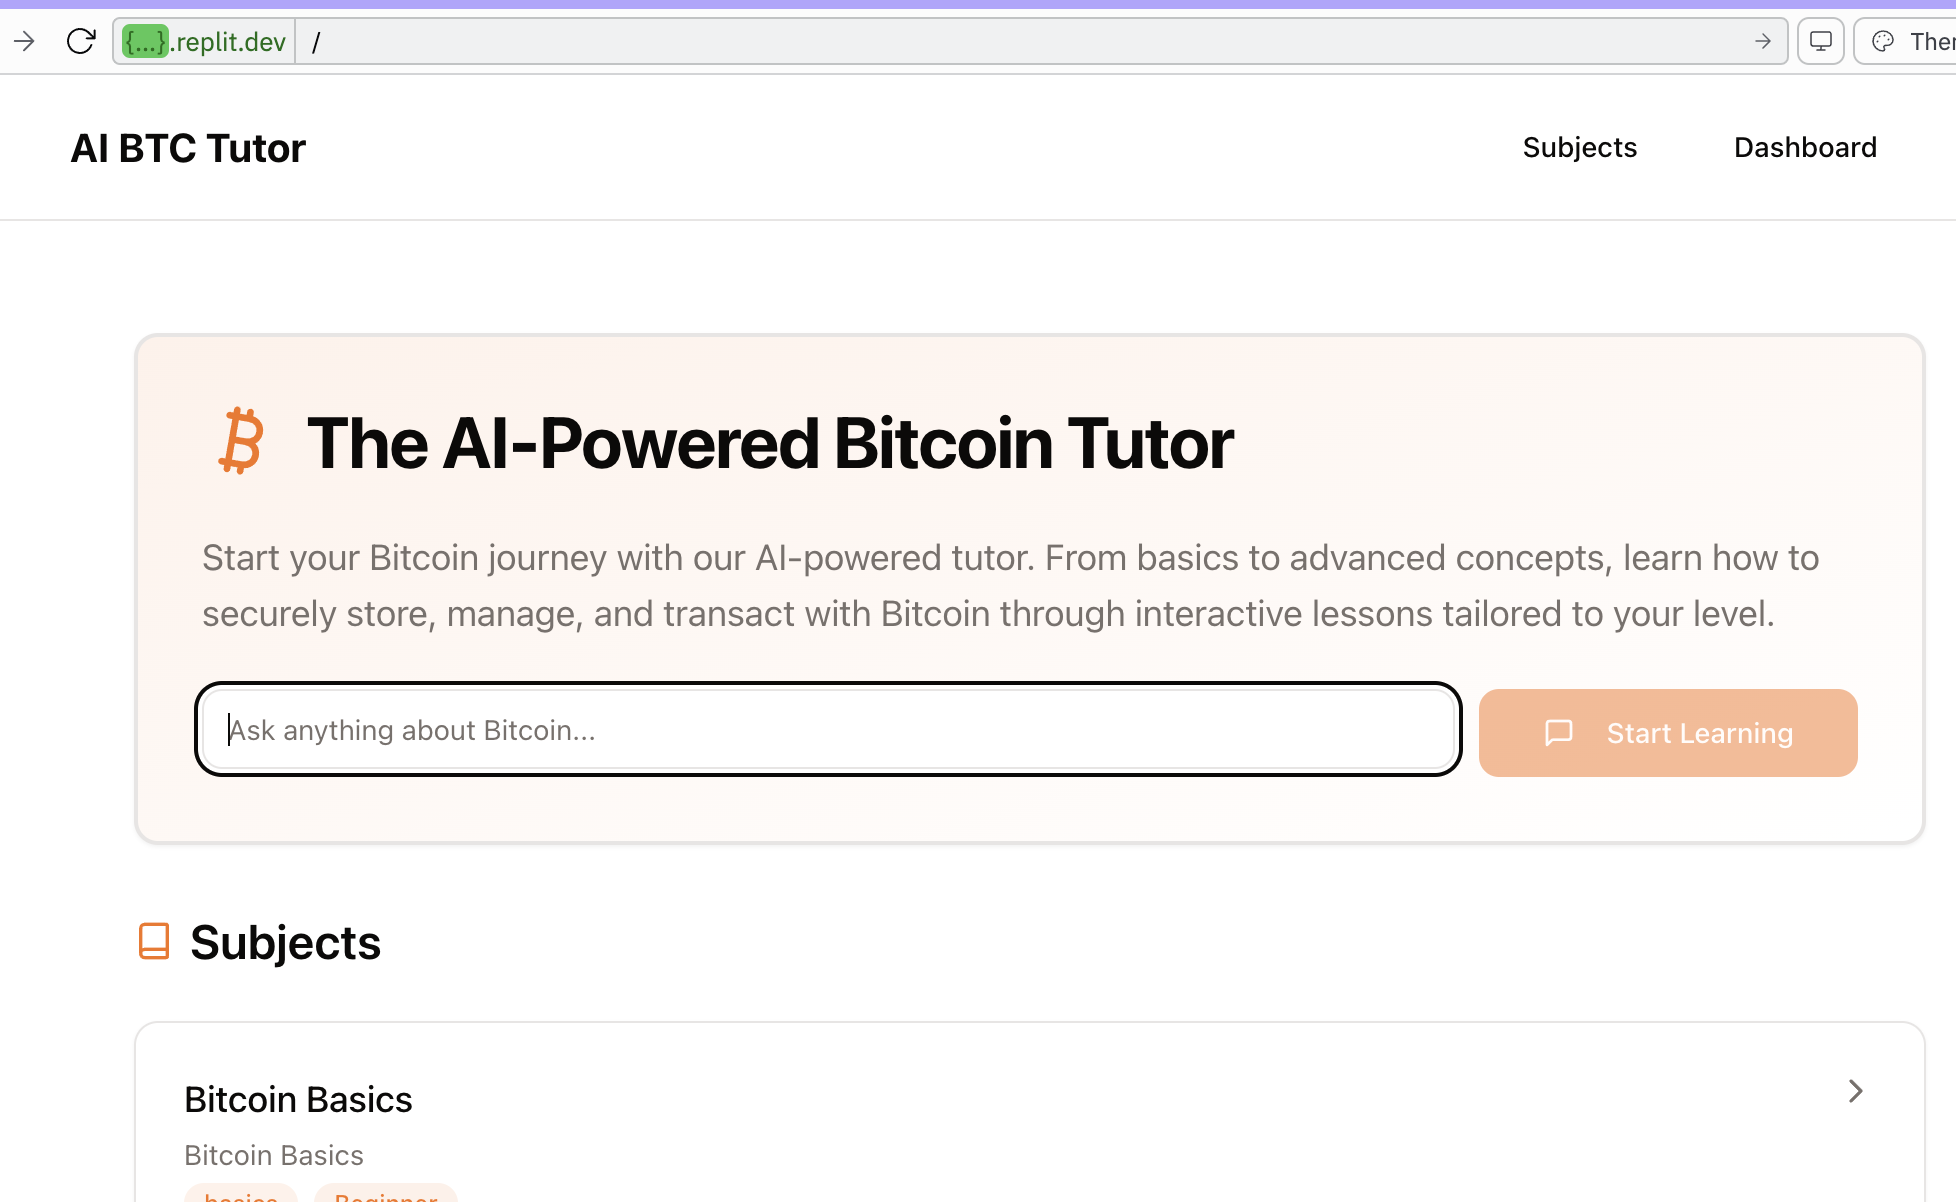 {...}.replit.dev /
Ther
AI BTC Tutor
Subjects
Dashboard
The AI-Powered Bitcoin Tutor
Start your Bitcoin journey with our AI-powered tutor. From basics to advanced concepts, learn how to
securely store, manage, and transact with Bitcoin through interactive lessons tailored to your level.
Ask anything about Bitcoin...
Start Learning
Subjects
Bitcoin Basics
Bitcoin Basics
basics
Beginner